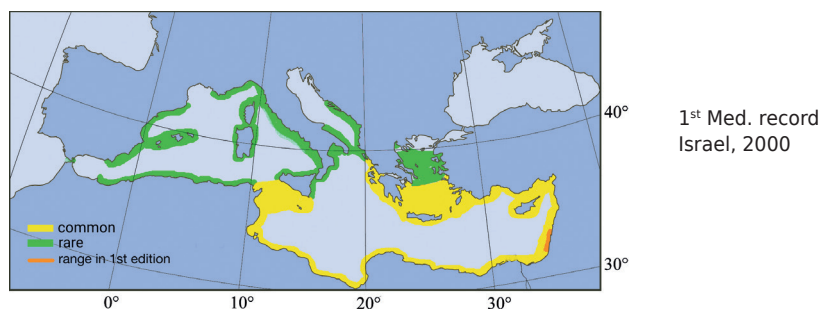 40°
1st Med. record
Israel, 2000
common
rare
range in 1st edition
30°
0°
10°
20°
30°